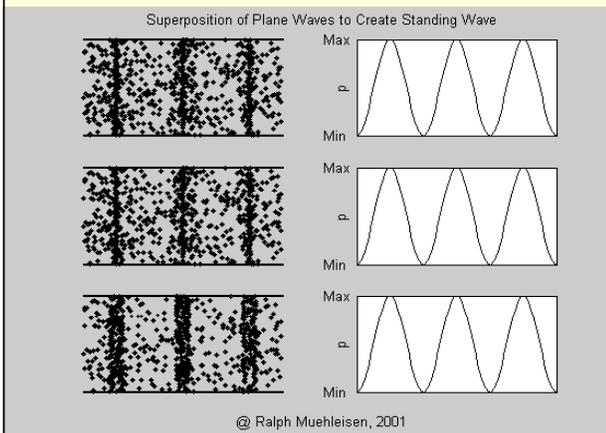 Superposition of Plane Waves to Create Standing Wave
Max
p
Min
Max
p
Min
Max
p
Min
@ Ralph Muehleisen, 2001